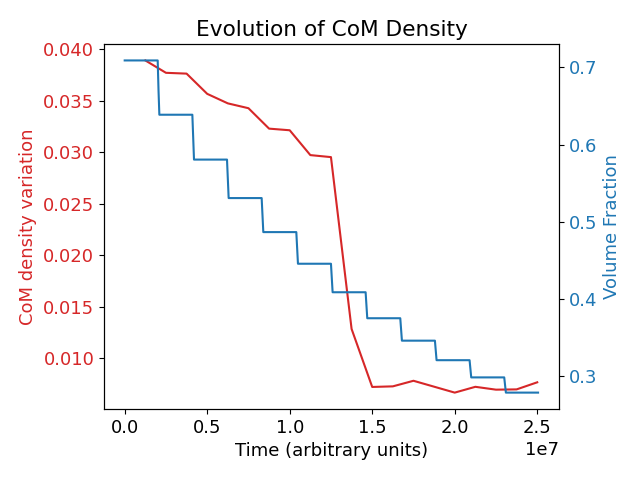 Evolution of CoM Density
CoM density variation
0.040
0.035
0.030
0.025
0.020
0.015
0.010
0.7
0.6
0.5
0.4
0.3
Volume Fraction
0.0 0.5 1.0 1.5 2.0 2.5
1e7
Time (arbitrary units)